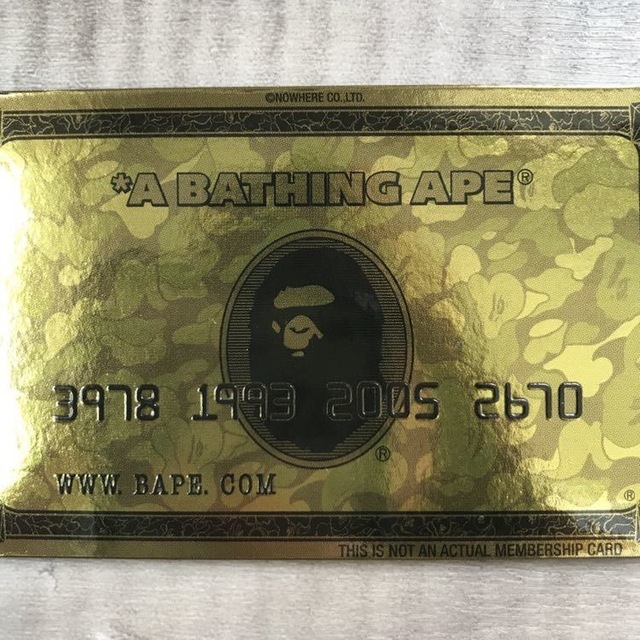 ©NOWHERE CO.,LTD.
*A BATHING APE®
3978 1993 2005 2670
®
WWW. BAPE. COM
®
THIS IS NOT AN ACTUAL MEMBERSHIP CARD